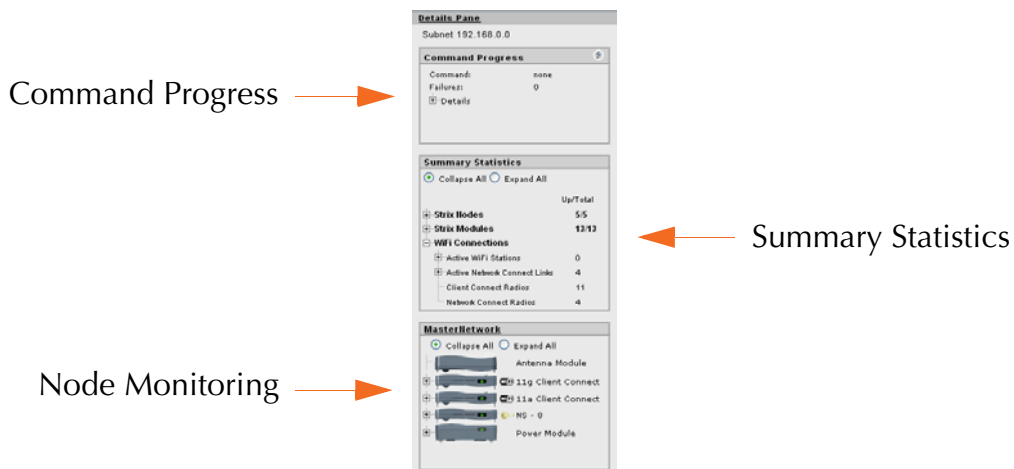 Details Pane
Subnet 192.168.0.0
Command Progress
Command: none
Failures: 0
Details
Command Progress
Summary Statistics
Collapse All Expand All
Up/Total
Strix Nodes 5/5
Strix Modules 13/13
WiFi Connections
Active WiFi Stations 0
Active Network Connect Links 4
Client Connect Radios 11
Network Connect Radios 4
Summary Statistics
MasterNetwork
Collapse All Expand All
Antenna Module
11g Client Connect
11a Client Connect
NS - 0
Power Module
Node Monitoring